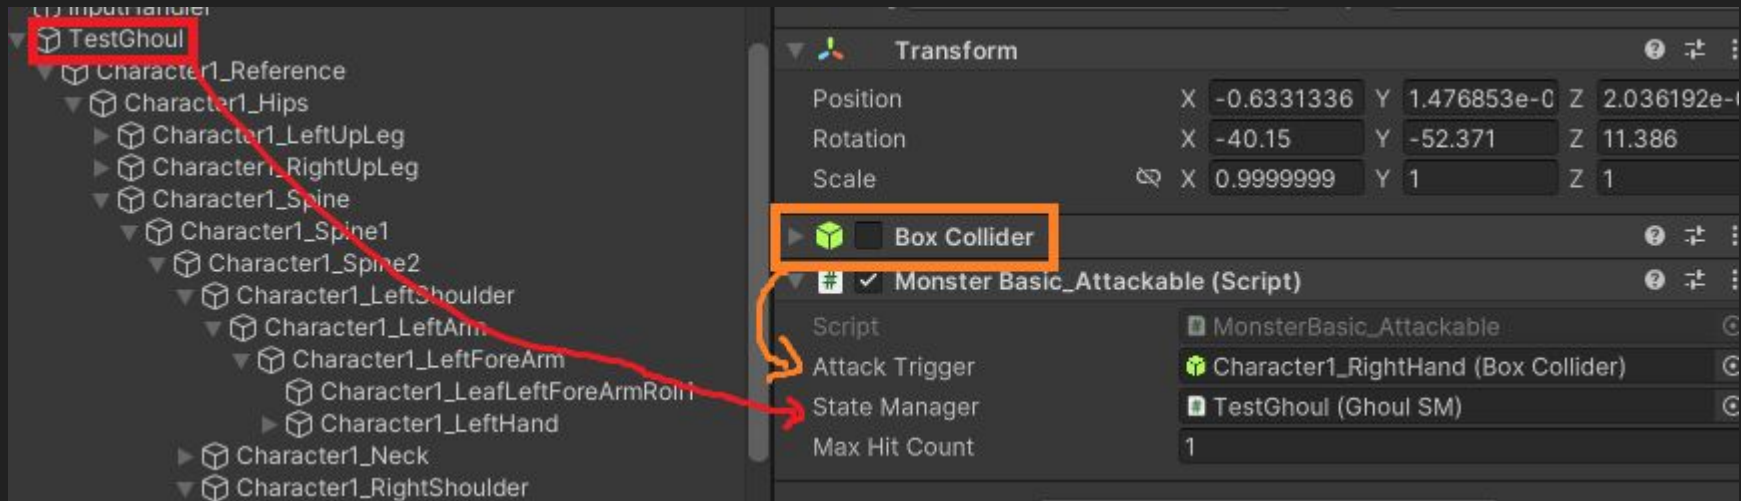 InputHandler
TestGhoul
Character1_Reference
Character1_Hips
Character1_LeftUpLeg
Character1_RightUpLeg
Character1_Spine
Character1_Spine1
Character1_Spine2
Character1_LeftShoulder
Character1_LeftArm
Character1_LeftForeArm
Character1_LeafLeftForeArmRoll1
Character1_LeftHand
Character1_Neck
Character1_RightShoulder
Transform
Position X -0.6331336 Y 1.476853e-0 Z 2.036192e-
Rotation X -40.15 Y -52.371 Z 11.386
Scale X 0.9999999 Y 1 Z 1
Box Collider
# Monster Basic_Attackable (Script)
Script # MonsterBasic_Attackable
Attack Trigger Character1_RightHand (Box Collider)
State Manager # TestGhoul (Ghoul SM)
Max Hit Count 1